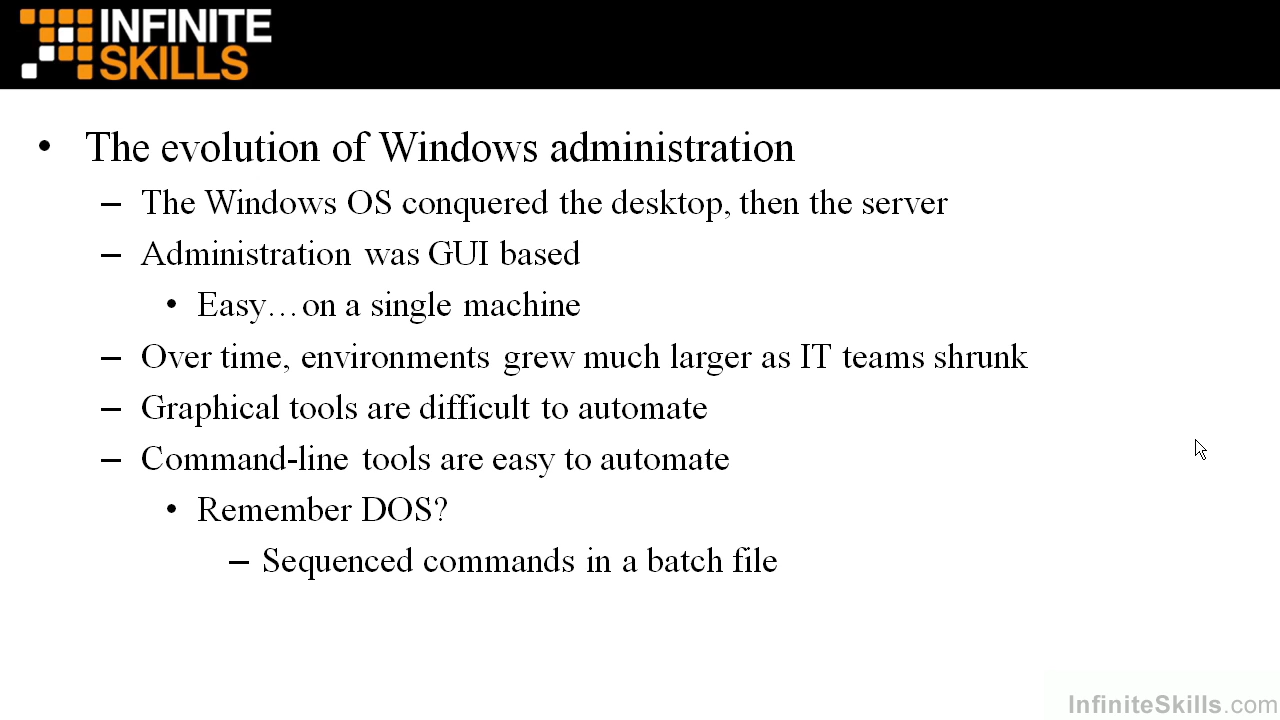 INFINITE
SKILLS
• The evolution of Windows administration
– The Windows OS conquered the desktop, then the server
– Administration was GUI based
• Easy…on a single machine
– Over time, environments grew much larger as IT teams shrunk
– Graphical tools are difficult to automate
– Command-line tools are easy to automate
• Remember DOS?
– Sequenced commands in a batch file
InfiniteSkills.com